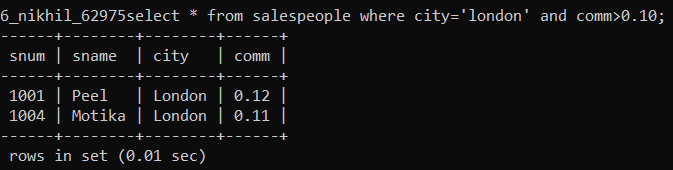 6_nikhil_62975select * from salespeople where city='london' and comm>0.10;
------+--------+--------+------+
 snum | sname  | city   | comm |
------+--------+--------+------+
 1001 | Peel   | London | 0.12 |
 1004 | Motika | London | 0.11 |
------+--------+--------+------+
 rows in set (0.01 sec)